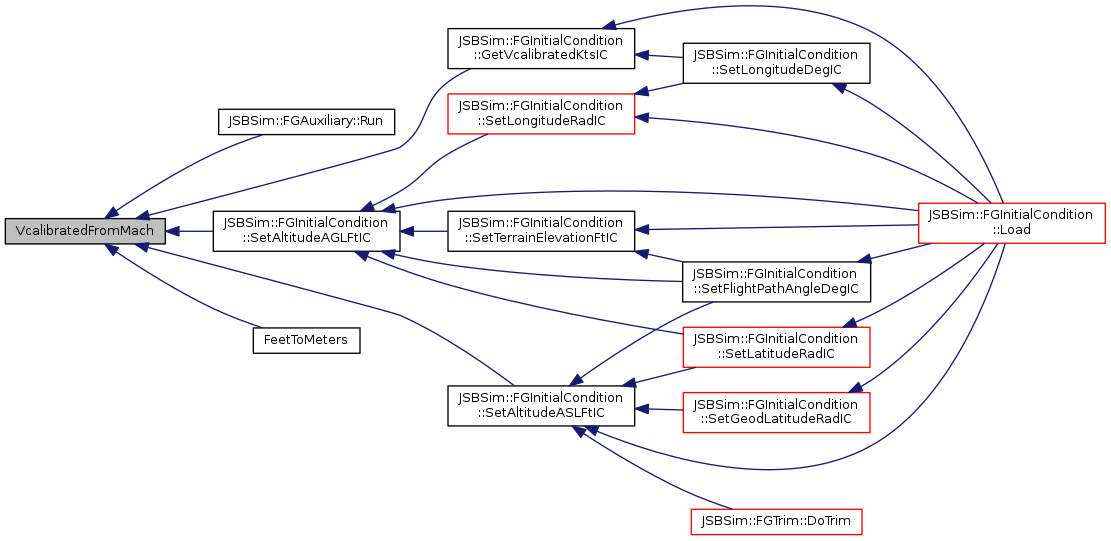 JSBSim::FGInitialCondition
::GetVcalibratedKtsIC
JSBSim::FGInitialCondition
::SetLongitudeDegIC
JSBSim::FGInitialCondition
::SetLongitudeRadIC
JSBSim::FGAuxiliary::Run
VcalibratedFromMach
JSBSim::FGInitialCondition
::SetAltitudeAGLFtIC
JSBSim::FGInitialCondition
::SetTerrainElevationFtIC
JSBSim::FGInitialCondition
::Load
JSBSim::FGInitialCondition
::SetFlightPathAngleDegIC
FeetToMeters
JSBSim::FGInitialCondition
::SetLatitudeRadIC
JSBSim::FGInitialCondition
::SetAltitudeASLFtIC
JSBSim::FGInitialCondition
::SetGeodLatitudeRadIC
JSBSim::FGTrim::DoTrim